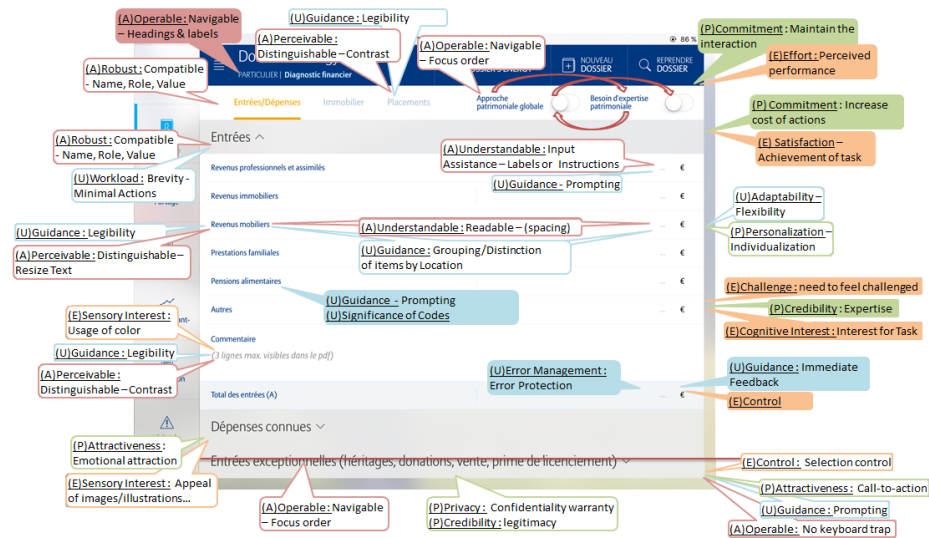 (A)Operable : Navigable
– Headings & labels
(U)Guidance: Legibility
(A)Perceivable:
Distinguishable – Contrast
(A)Operable : Navigable
– Focus order
(P)Commitment : Maintain the
interaction
86 %
(E)Effort : Perceived
performance
(A)Robust : Compatible
- Name, Role, Value
PARTICULIER | Diagnostic financier
NOUVEAU
DOSSIER
REPRENDRE
DOSSIER
Entrées/Dépenses
Immobilier
Placements
Approche
patrimoniale globale
Besoin d'expertise
patrimoniale
(P) Commitment : Increase
cost of actions
(A)Robust : Compatible
- Name, Role, Value
Entrées
(E) Satisfaction –
Achievement of task
(A)Understandable : Input
Assistance – Labels or Instructions
(U)Workload : Brevity -
Minimal Actions
Revenus professionnels et assimilés
... €
(U)Guidance - Prompting
Revenus immobiliers
... €
(U)Adaptability –
Flexibility
(U)Guidance: Legibility
Revenus mobiliers
(A)Understandable : Readable – (spacing)
... €
(P)Personalization –
Individualization
(A)Perceivable: Distinguishable–
Resize Text
Prestations familiales
(U)Guidance : Grouping/Distinction
of items by Location
... €
Pensions alimentaires
... €
(E)Challenge : need to feel challenged
(U)Guidance - Prompting
(U)Significance of Codes
(E)Sensory Interest :
Usage of color
Autres
... €
(P)Credibility : Expertise
(E)Cognitive Interest : Interest for Task
Commentaire
(U)Guidance : Legibility
(3 lignes max. visibles dans le pdf)
(A)Perceivable :
Distinguishable – Contrast
(U)Error Management :
Error Protection
(U)Guidance : Immediate
Feedback
Total des entrées (A)
... €
(E)Control
Dépenses connues
(P)Attractiveness :
Emotional attraction
Entrées exceptionnelles (héritages, donations, vente, prime de licenciement)
(E)Control : Selection control
(E)Sensory Interest : Appeal
of images/illustrations...
(P)Attractiveness : Call-to-action
(A)Operable : Navigable
– Focus order
(P)Privacy : Confidentiality warranty
(P)Credibility : legitimacy
(U)Guidance : Prompting
(A)Operable : No keyboard trap